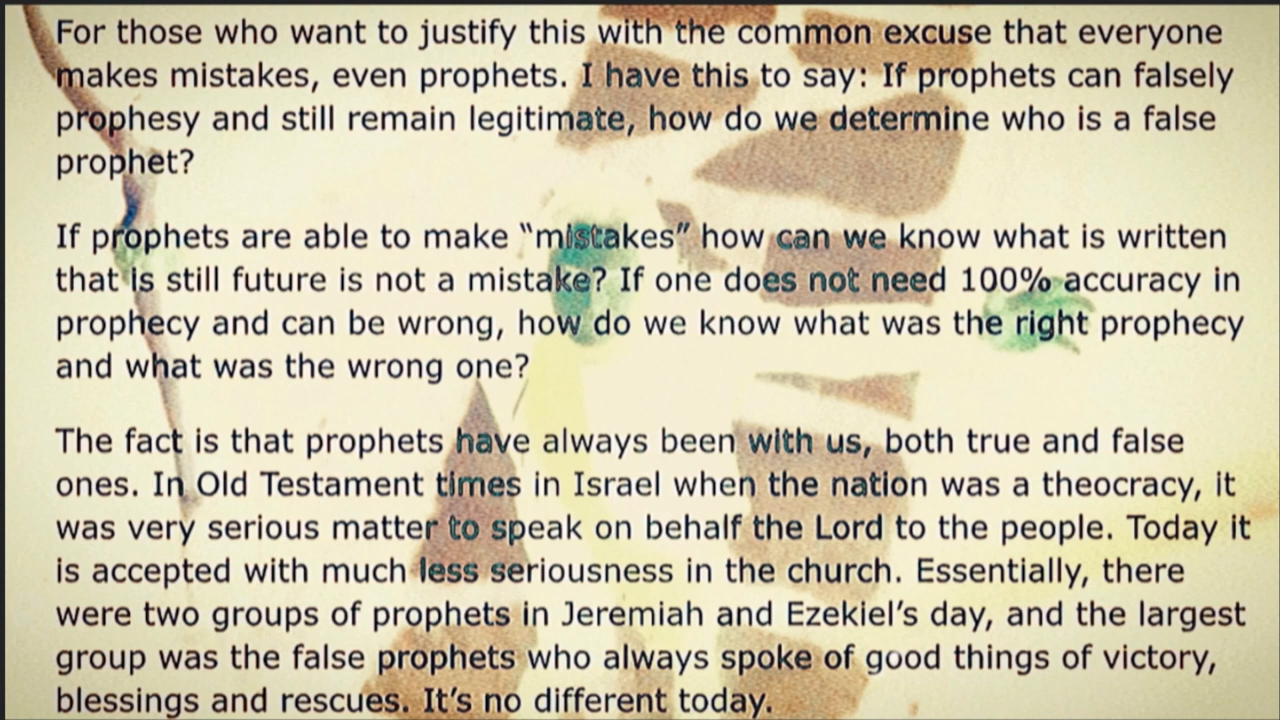 For those who want to justify this with the common excuse that everyone
makes mistakes, even prophets. I have this to say: If prophets can falsely
prophesy and still remain legitimate, how do we determine who is a false
prophet?
If prophets are able to make “mistakes” how can we know what is written
that is still future is not a mistake? If one does not need 100% accuracy in
prophecy and can be wrong, how do we know what was the right prophecy
and what was the wrong one?
The fact is that prophets have always been with us, both true and false
ones. In Old Testament times in Israel when the nation was a theocracy, it
was very serious matter to speak on behalf the Lord to the people. Today it
is accepted with much less seriousness in the church. Essentially, there
were two groups of prophets in Jeremiah and Ezekiel’s day, and the largest
group was the false prophets who always spoke of good things of victory,
blessings and rescues. It’s no different today.